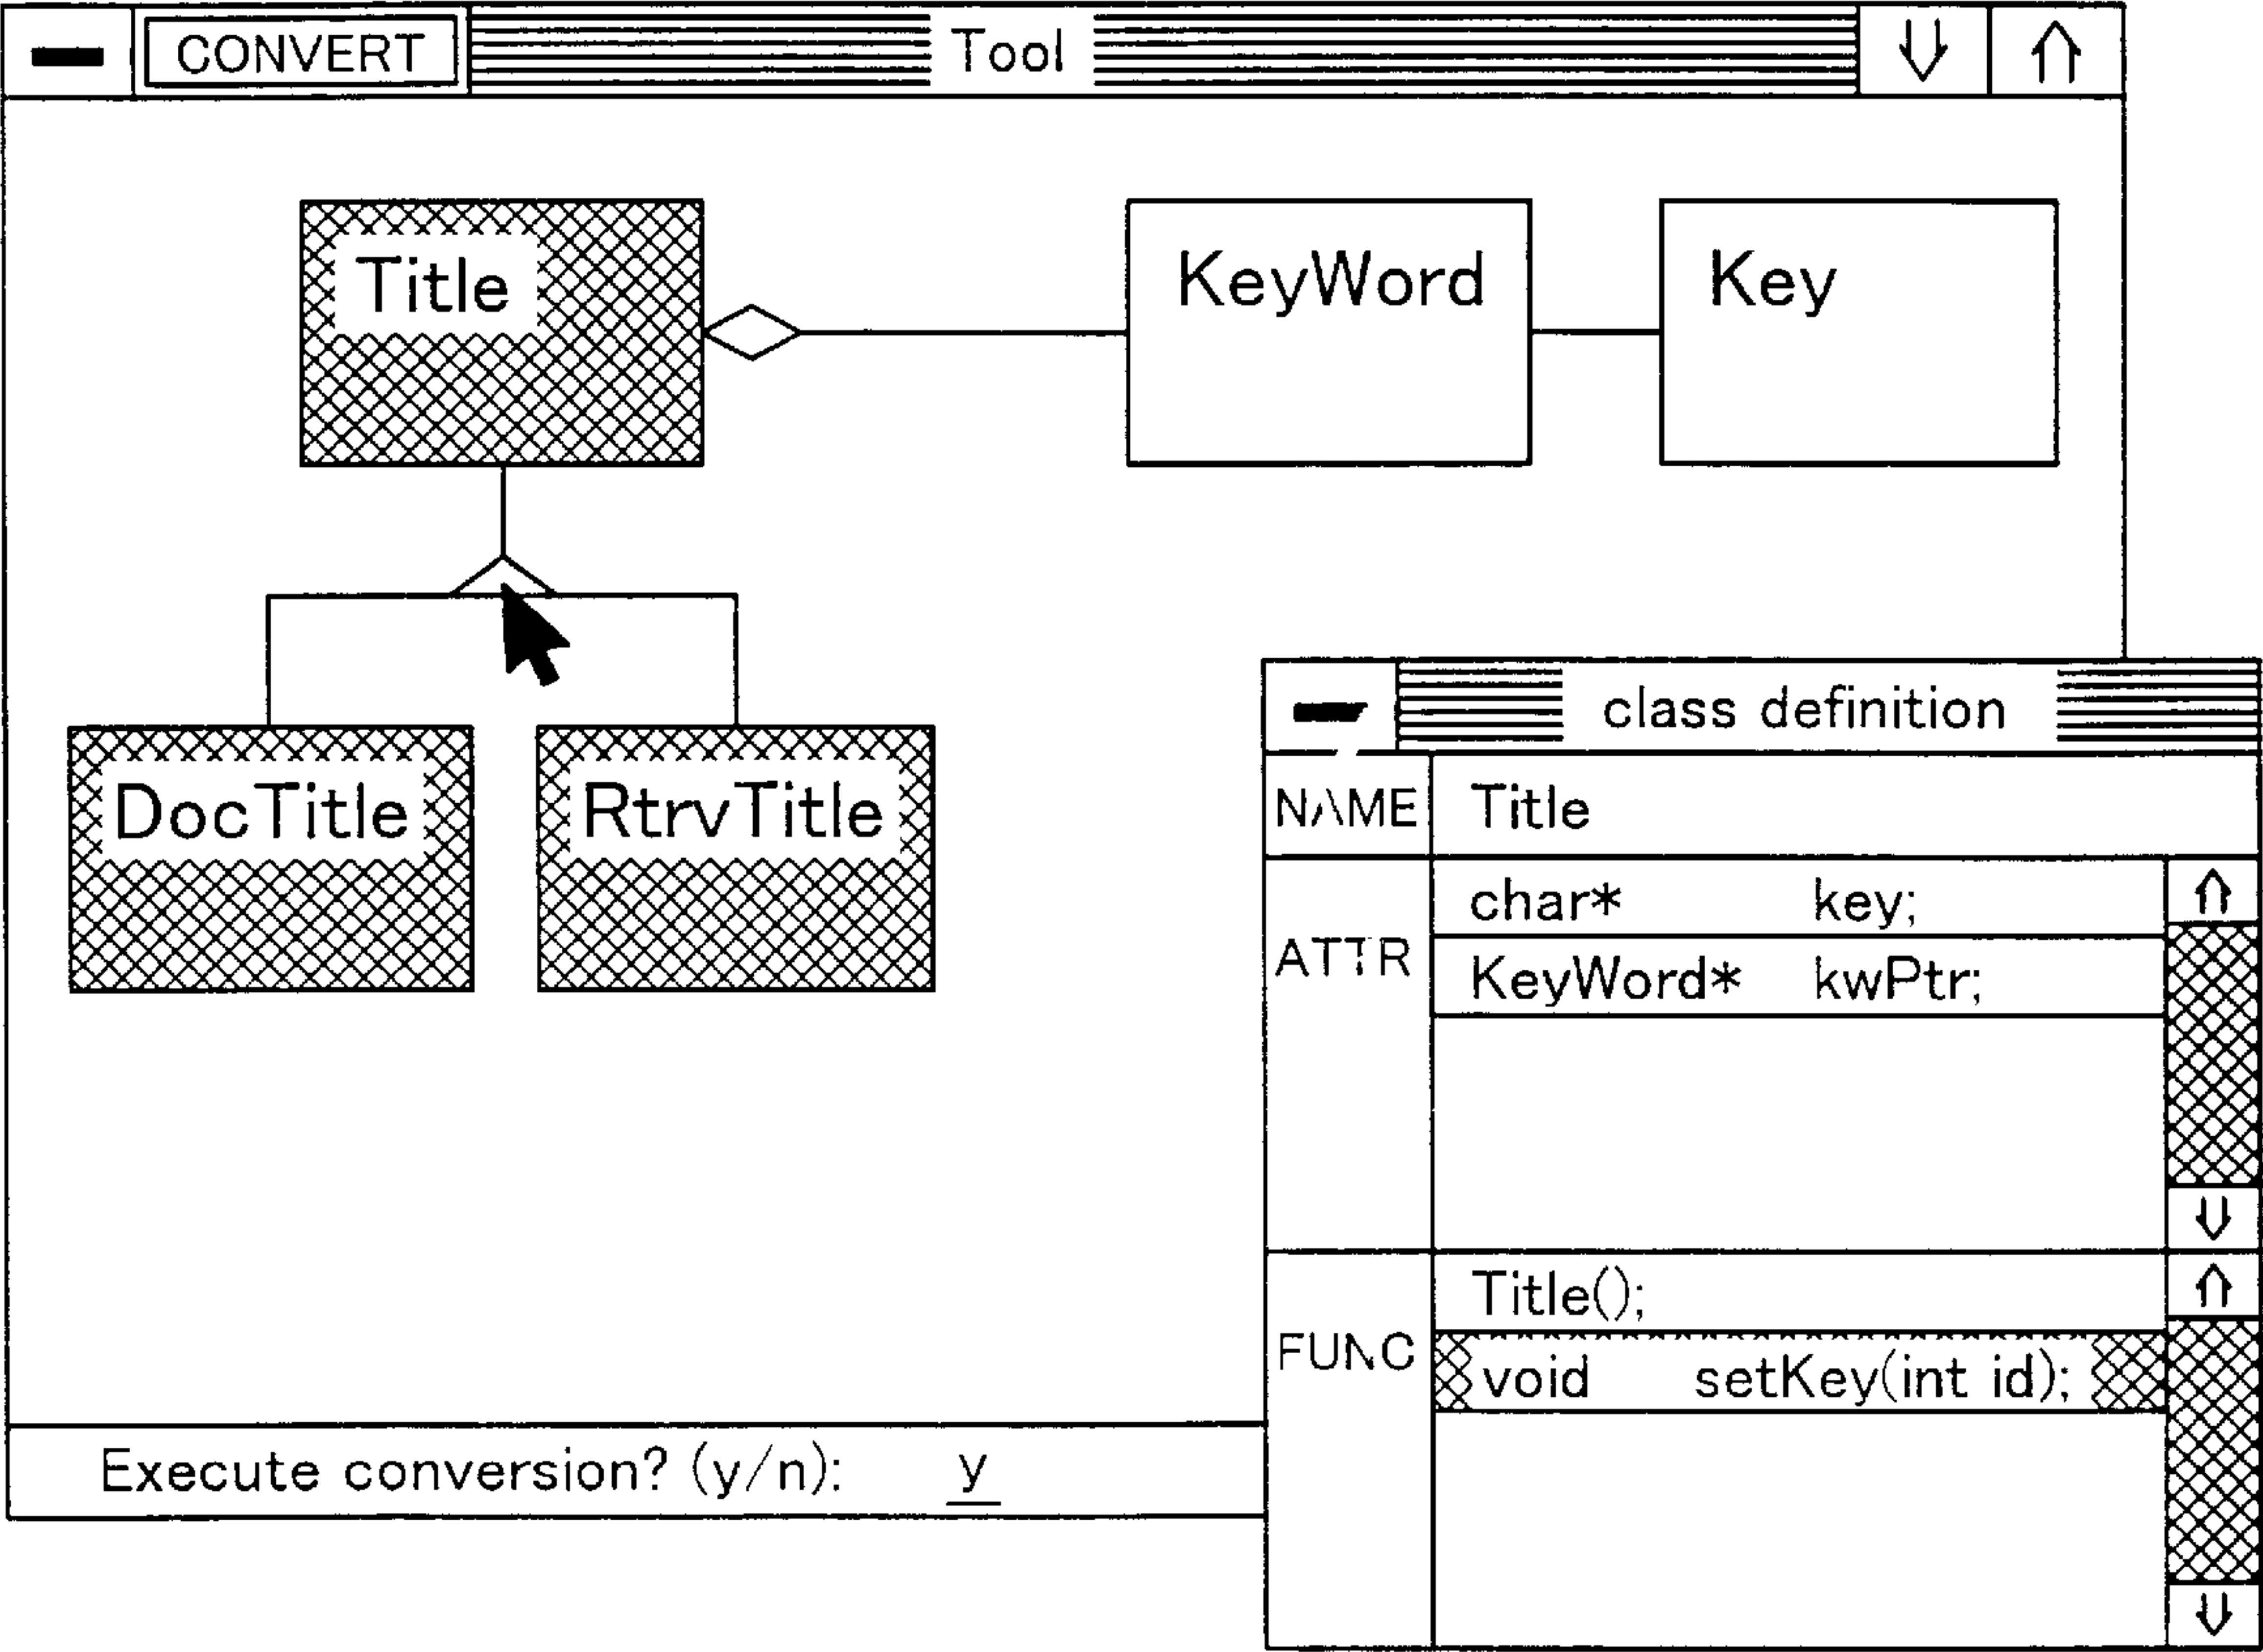 CONVERT Tool
Title KeyWord Key
DocTitle RtrvTitle
class definition
NAME Title
ATTR char* key;
KeyWord* kwPtr;
FUNC Title();
void setKey(int id);
Execute conversion? (y/n): y